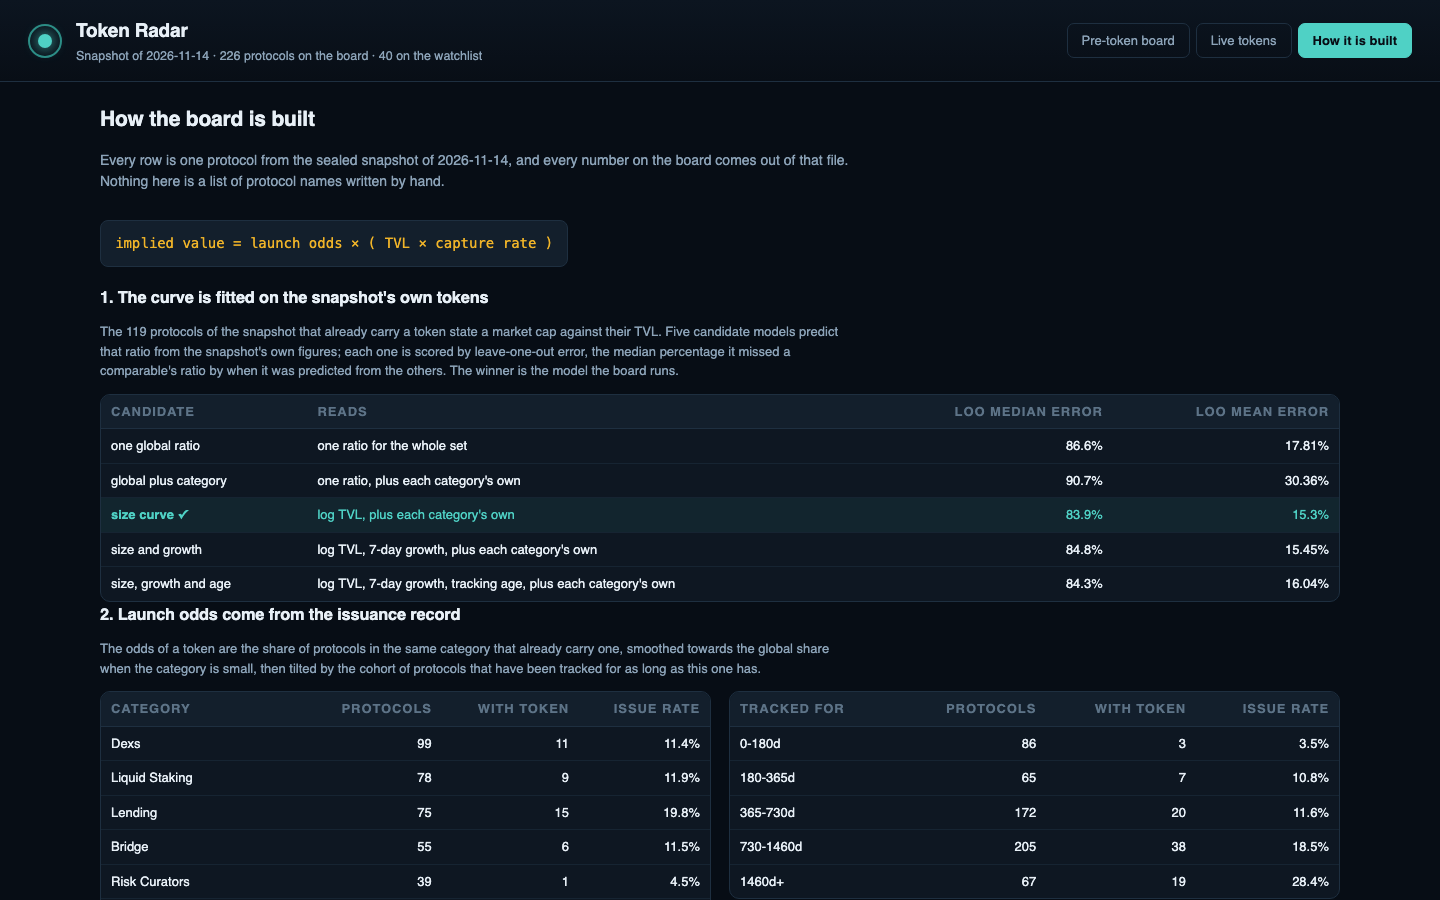 Token Radar
Snapshot of 2026-11-14 · 226 protocols on the board · 40 on the watchlist
Pre-token board
Live tokens
How it is built
How the board is built
Every row is one protocol from the sealed snapshot of 2026-11-14, and every number on the board comes out of that file.
Nothing here is a list of protocol names written by hand.
implied value = launch odds × ( TVL × capture rate )
1. The curve is fitted on the snapshot's own tokens
The 119 protocols of the snapshot that already carry a token state a market cap against their TVL. Five candidate models predict
that ratio from the snapshot's own figures; each one is scored by leave-one-out error, the median percentage it missed a
comparable's ratio by when it was predicted from the others. The winner is the model the board runs.
CANDIDATE READS LOO MEDIAN ERROR LOO MEAN ERROR
one global ratio one ratio for the whole set 86.6% 17.81%
global plus category one ratio, plus each category's own 90.7% 30.36%
size curve ✓ log TVL, plus each category's own 83.9% 15.3%
size and growth log TVL, 7-day growth, plus each category's own 84.8% 15.45%
size, growth and age log TVL, 7-day growth, tracking age, plus each category's own 84.3% 16.04%
2. Launch odds come from the issuance record
The odds of a token are the share of protocols in the same category that already carry one, smoothed towards the global share
when the category is small, then tilted by the cohort of protocols that have been tracked for as long as this one has.
CATEGORY PROTOCOLS WITH TOKEN ISSUE RATE
Dexs 99 11 11.4%
Liquid Staking 78 9 11.9%
Lending 75 15 19.8%
Bridge 55 6 11.5%
Risk Curators 39 1 4.5%
TRACKED FOR PROTOCOLS WITH TOKEN ISSUE RATE
0-180d 86 3 3.5%
180-365d 65 7 10.8%
365-730d 172 20 11.6%
730-1460d 205 38 18.5%
1460d+ 67 19 28.4%